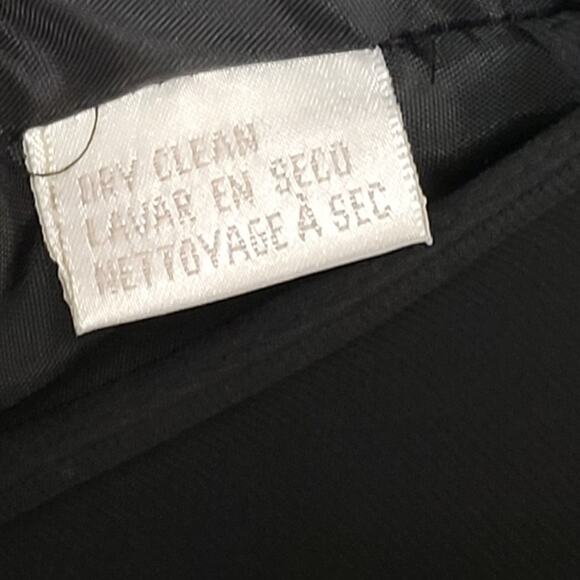 DRY CLEAN
LAVAR EN SECO
NETTOYAGE À SEC